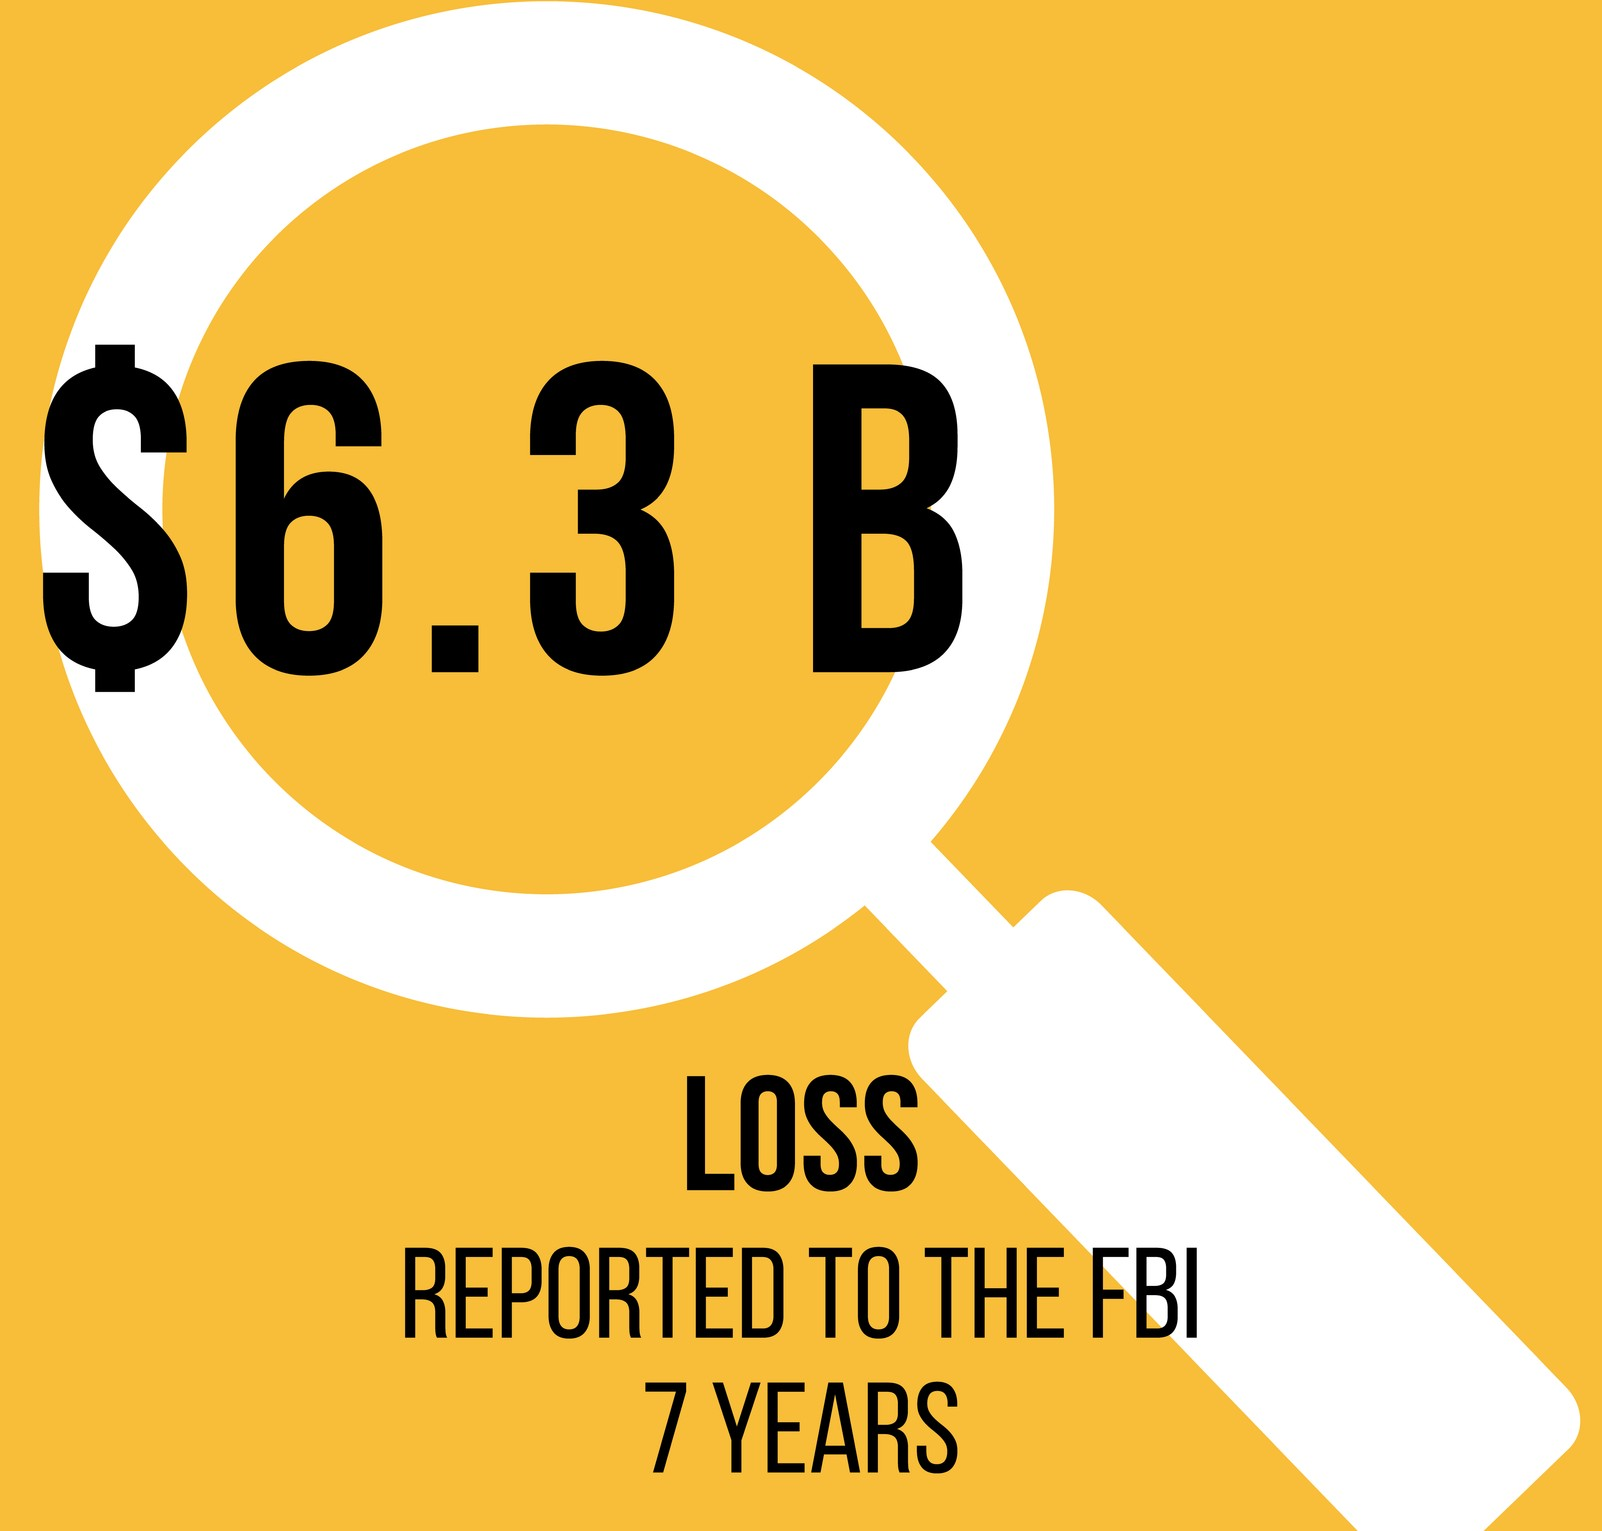 $6.3 B
LOSS
REPORTED TO THE FBI
7 YEARS